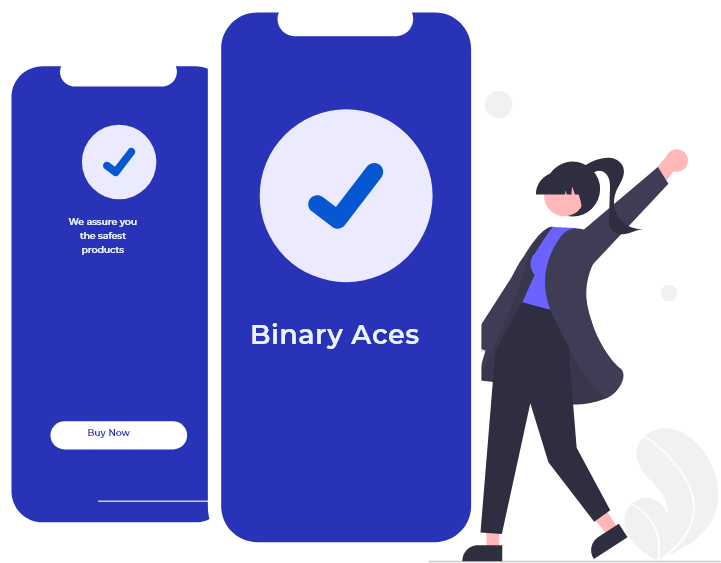 We assure you
the safest
products
Buy Now
Binary Aces